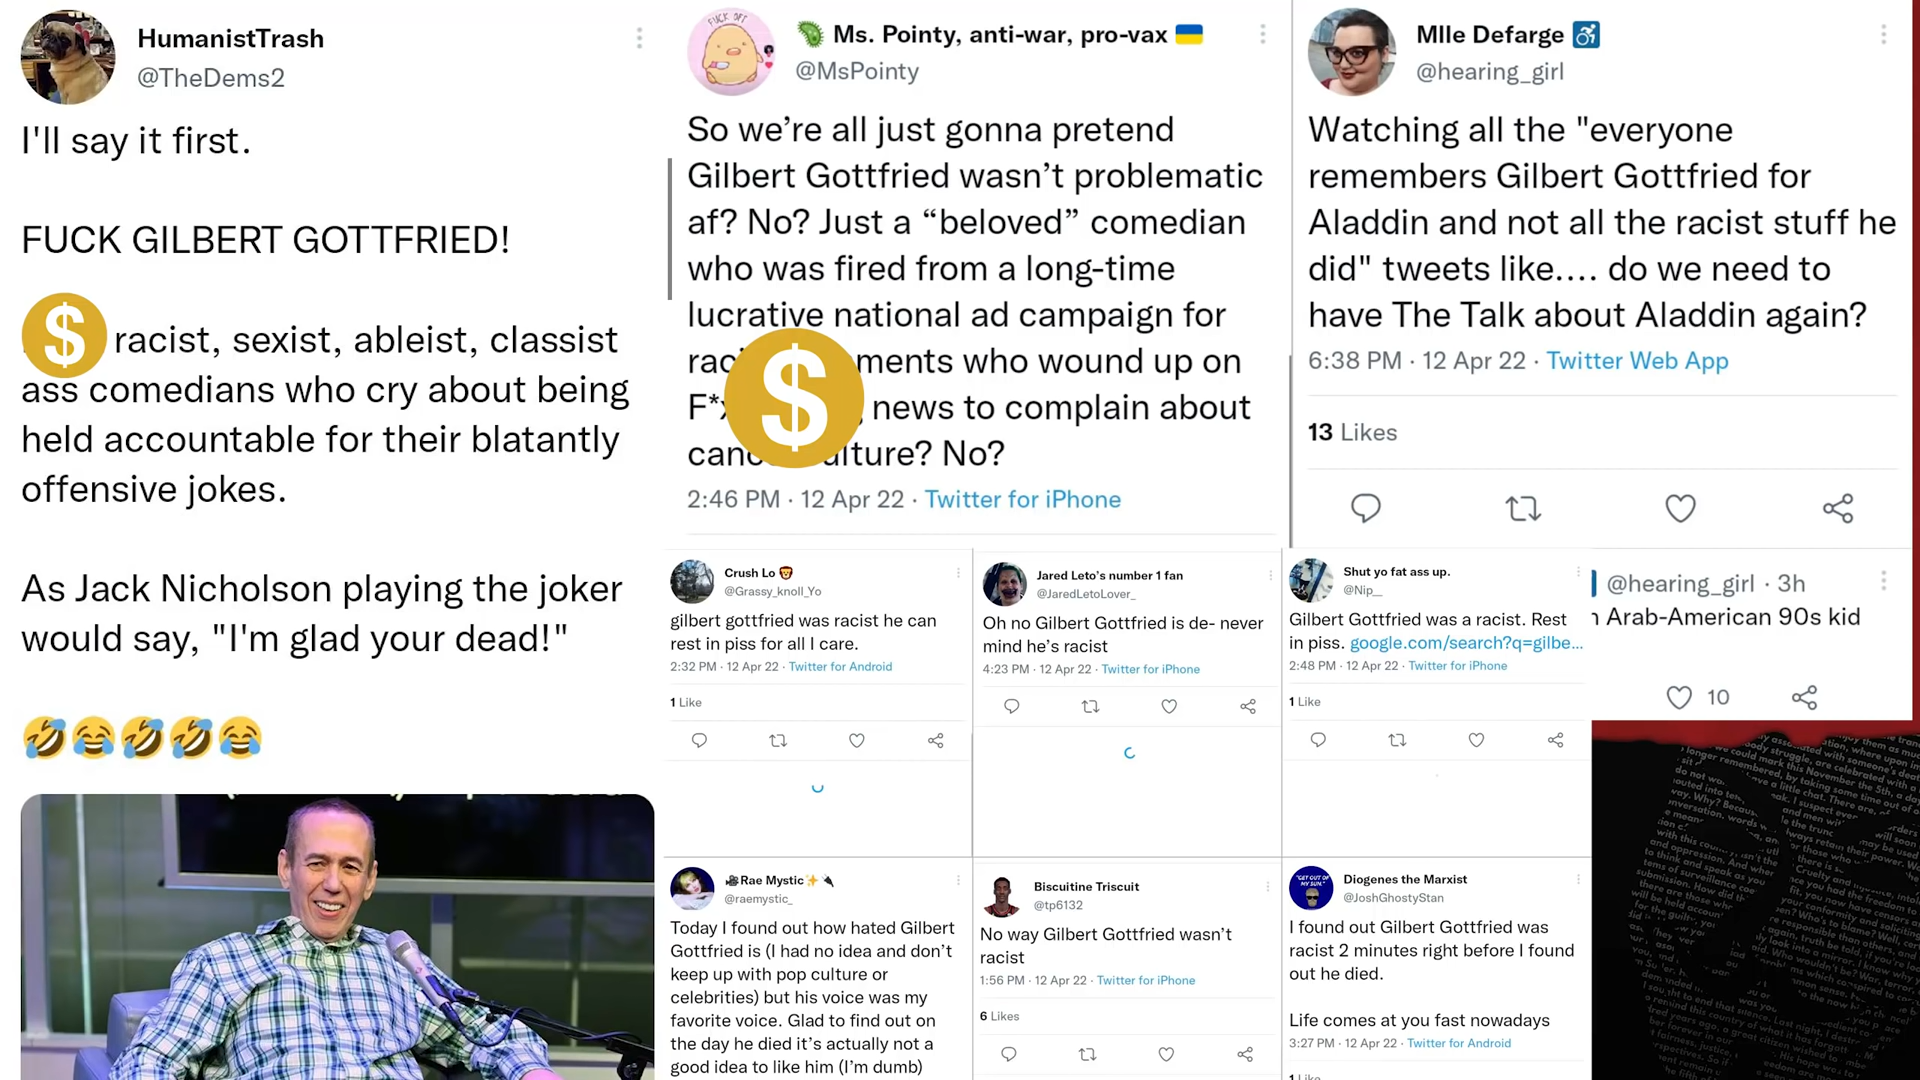 HumanistTrash
@TheDems2
I'll say it first.
FUCK GILBERT GOTTFRIED!
$ racist, sexist, ableist, classist
ass comedians who cry about being
held accountable for their blatantly
offensive jokes.
As Jack Nicholson playing the joker
would say, "I'm glad your dead!"
🤣😂🤣🤣😂
FUCK OFF
🦠 Ms. Pointy, anti-war, pro-vax 🇺🇦
@MsPointy
So we’re all just gonna pretend
Gilbert Gottfried wasn’t problematic
af? No? Just a “beloved” comedian
who was fired from a long-time
lucrative national ad campaign for
ments who wound up on
$ news to complain about
No?
2:46 PM · 12 Apr 22 · Twitter for iPhone
Mlle Defarge ♿
@hearing_girl
Watching all the "everyone
remembers Gilbert Gottfried for
Aladdin and not all the racist stuff he
did" tweets like.... do we need to
have The Talk about Aladdin again?
6:38 PM · 12 Apr 22 · Twitter Web App
13 Likes
Crush Lo 🦁
@Grassy_knoll_Yo
gilbert gottfried was racist he can
rest in piss for all I care.
2:32 PM · 12 Apr 22 · Twitter for Android
1 Like
Jared Leto’s number 1 fan
@JaredLetoLover_
Oh no Gilbert Gottfried is de- never
mind he’s racist
4:23 PM · 12 Apr 22 · Twitter for iPhone
Shut yo fat ass up.
@Nip__
Gilbert Gottfried was a racist. Rest
in piss. google.com/search?q=gilbe...
2:48 PM · 12 Apr 22 · Twitter for iPhone
1 Like
@hearing_girl · 3h
Arab-American 90s kid
10
🎥Rae Mystic✨🔌
@raemystic_
Today I found out how hated Gilbert
Gottfried is (I had no idea and don’t
keep up with pop culture or
celebrities) but his voice was my
favorite voice. Glad to find out on
the day he died it’s actually not a
good idea to like him (I’m dumb)
Biscuitine Triscuit
@tp6132
No way Gilbert Gottfried wasn’t
racist
1:56 PM · 12 Apr 22 · Twitter for iPhone
6 Likes
"GET OUT OF
MY SUN."
Diogenes the Marxist
@JoshGhostyStan
I found out Gilbert Gottfried was
racist 2 minutes right before I found
out he died.
Life comes at you fast nowadays
3:27 PM · 12 Apr 22 · Twitter for Android
1 Like